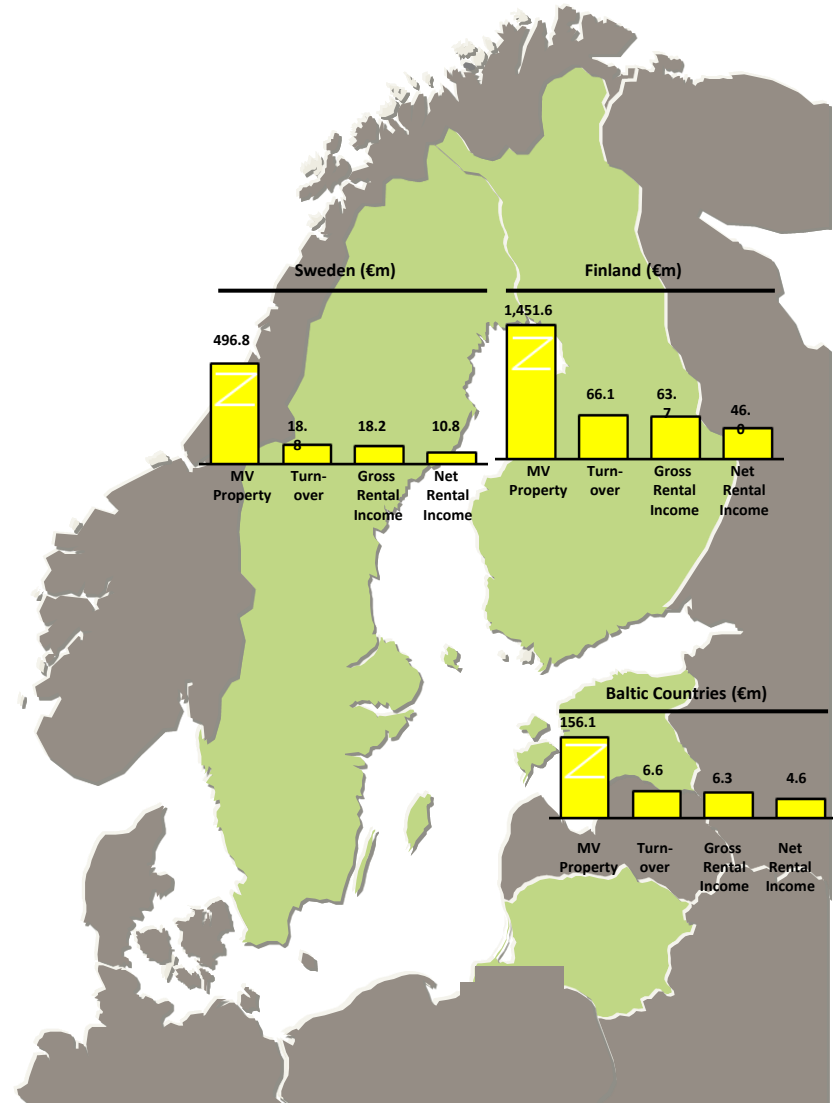 Sweden (€m)
496.8
18.
8
18.2
10.8
MV
Property
Turn-
over
Gross
Rental
Income
Net
Rental
Income
Finland (€m)
1,451.6
66.1
63.
7
46.
0
MV
Property
Turn-
over
Gross
Rental
Income
Net
Rental
Income
Baltic Countries (€m)
156.1
6.6
6.3
4.6
MV
Property
Turn-
over
Gross
Rental
Income
Net
Rental
Income